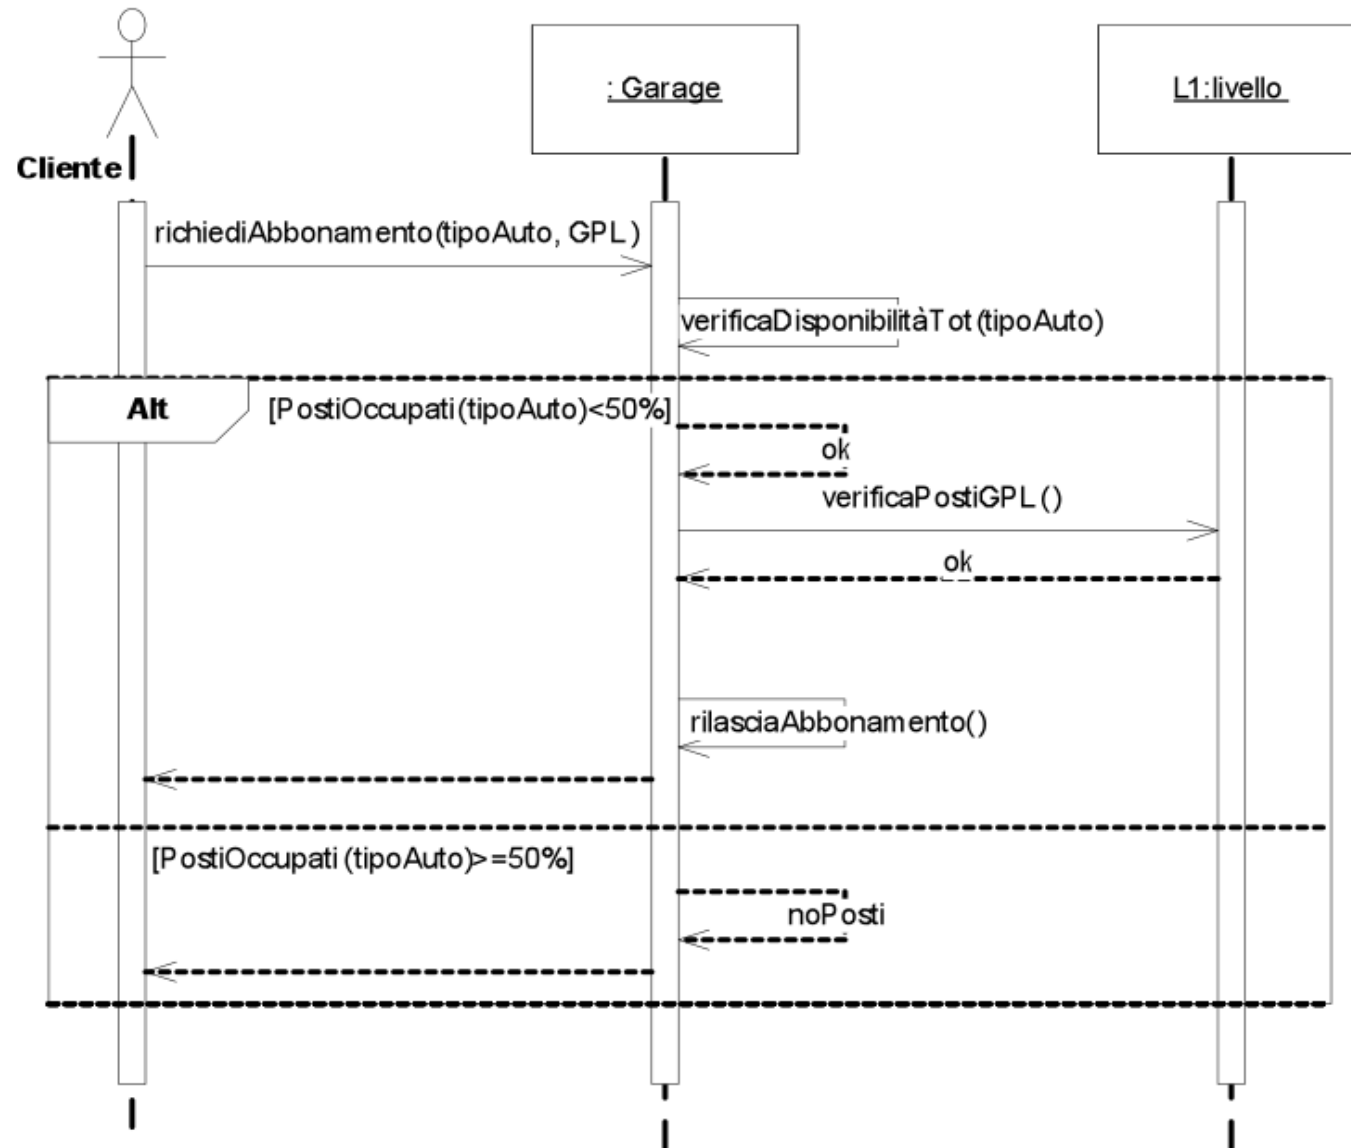 : Garage
L1:livello
Cliente
richiediAbbonamento(tipoAuto, GPL)
verificaDisponibilitàTot(tipoAuto)
Alt
[PostiOccupati(tipoAuto)<50%]
ok
verificaPostiGPL()
ok
rilasciaAbbonamento()
[PostiOccupati(tipoAuto)>=50%]
noPosti